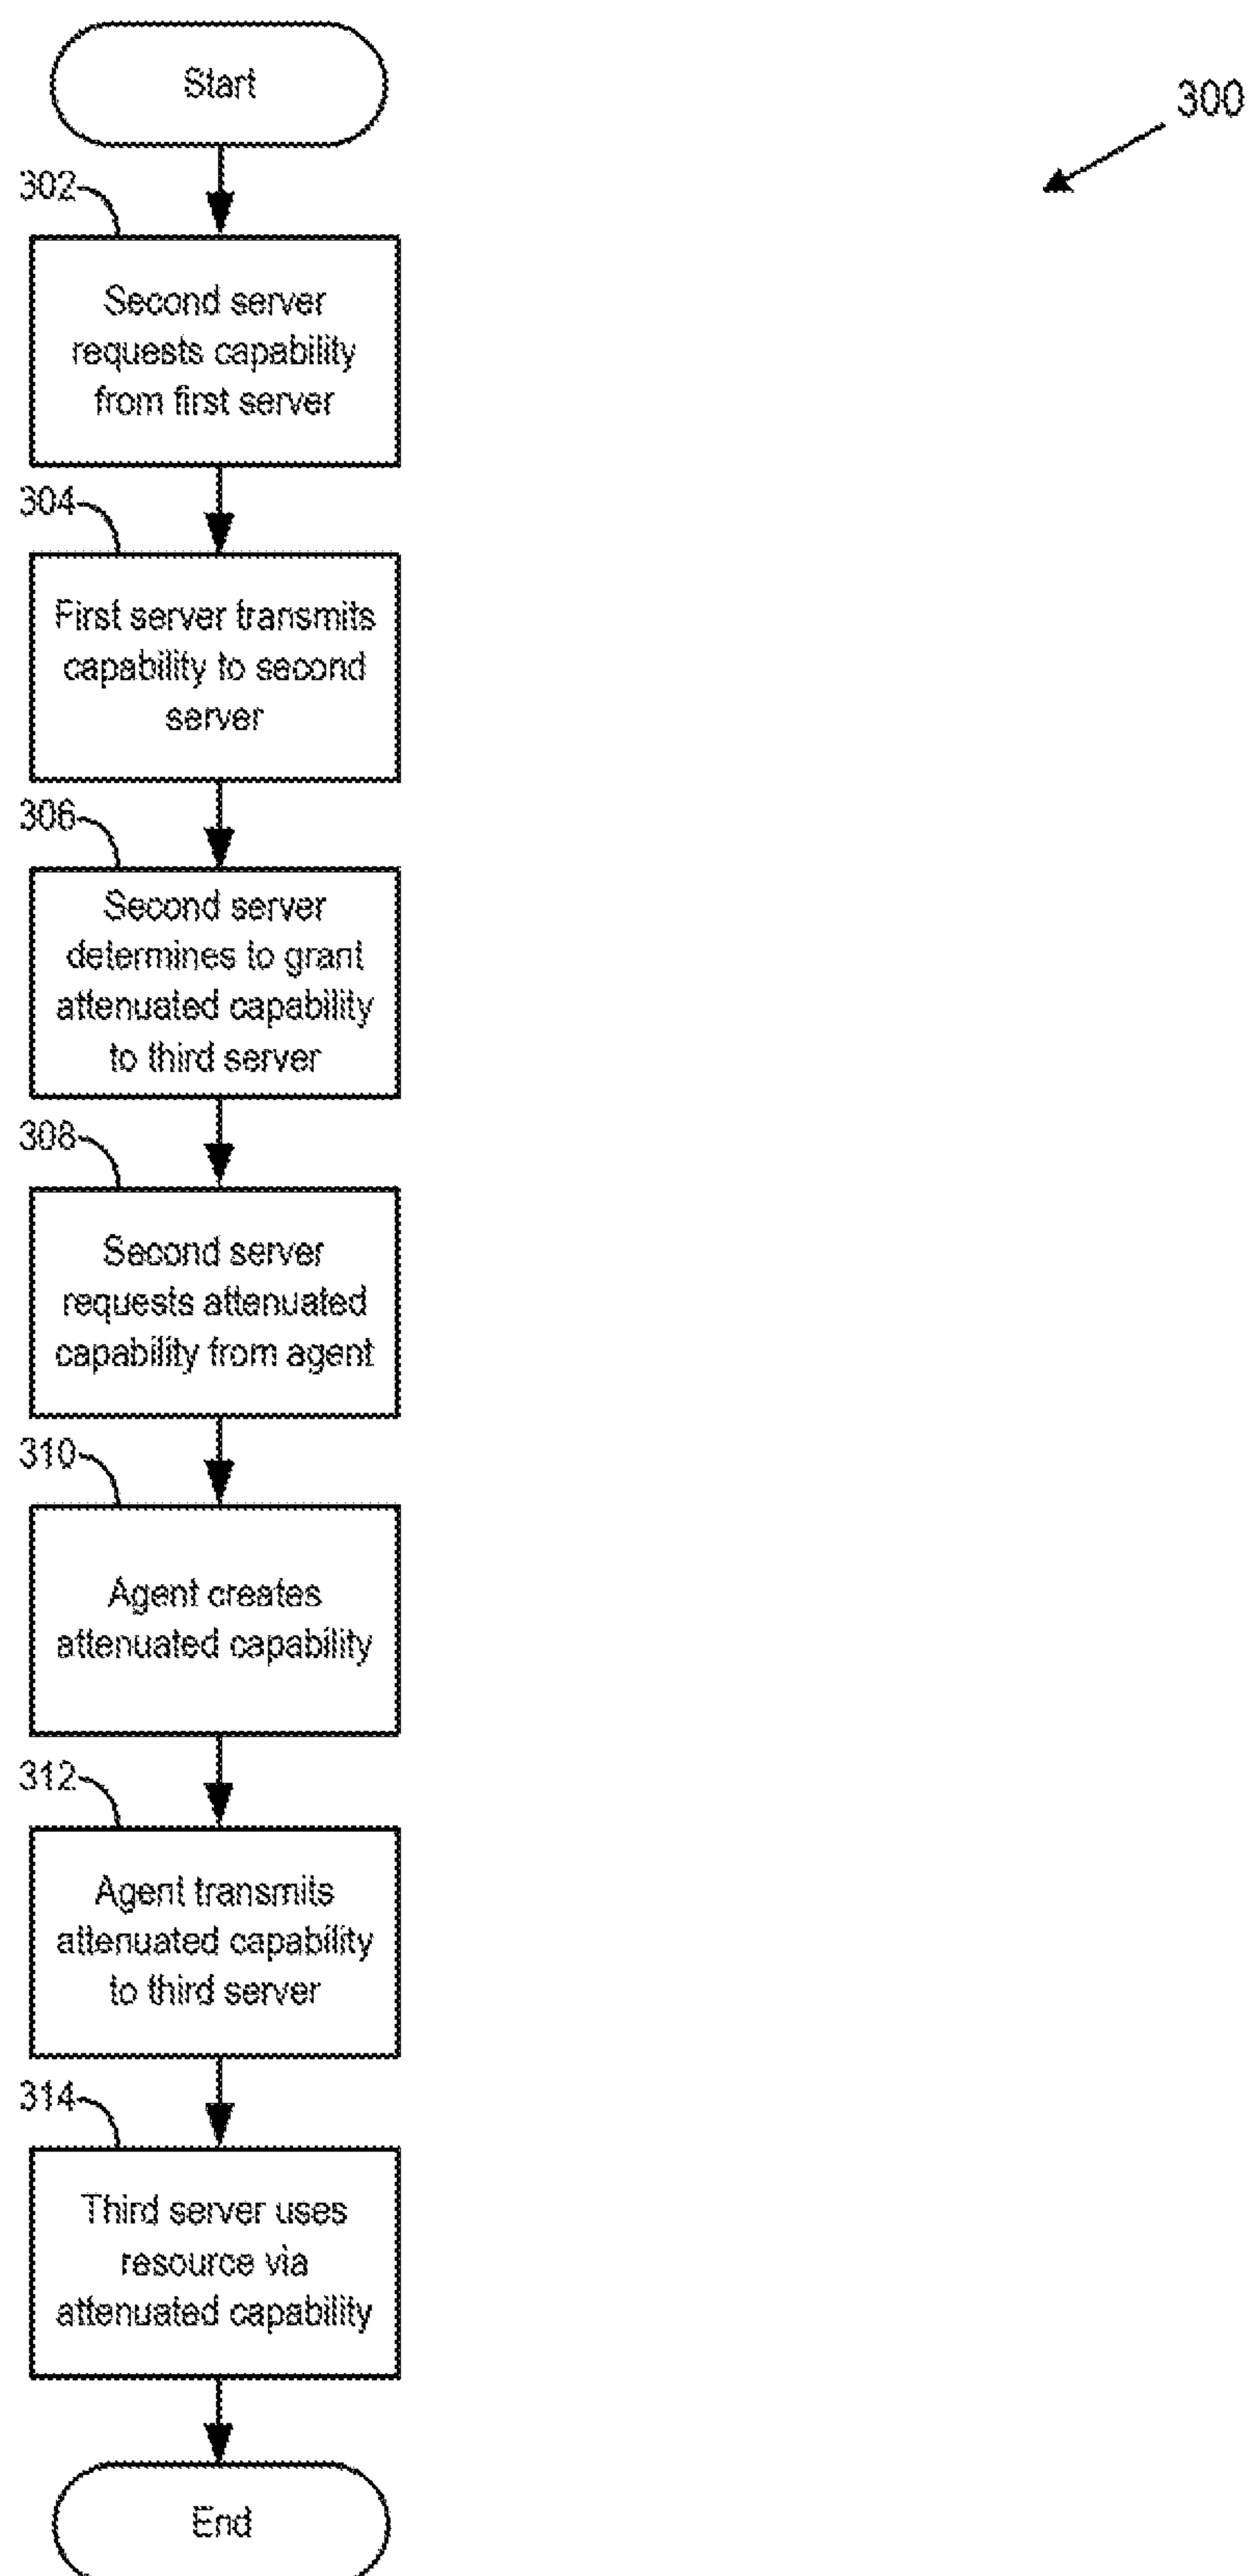 Start
300
302
Second server
requests capability
from first server
304
First server transmits
capability to second
server
306
Second server
determines to grant
attenuated capability
to third server
308
Second server
requests attenuated
capability from agent
310
Agent creates
attenuated capability
312
Agent transmits
attenuated capability
to third server
314
Third server uses
resource via
attenuated capability
End